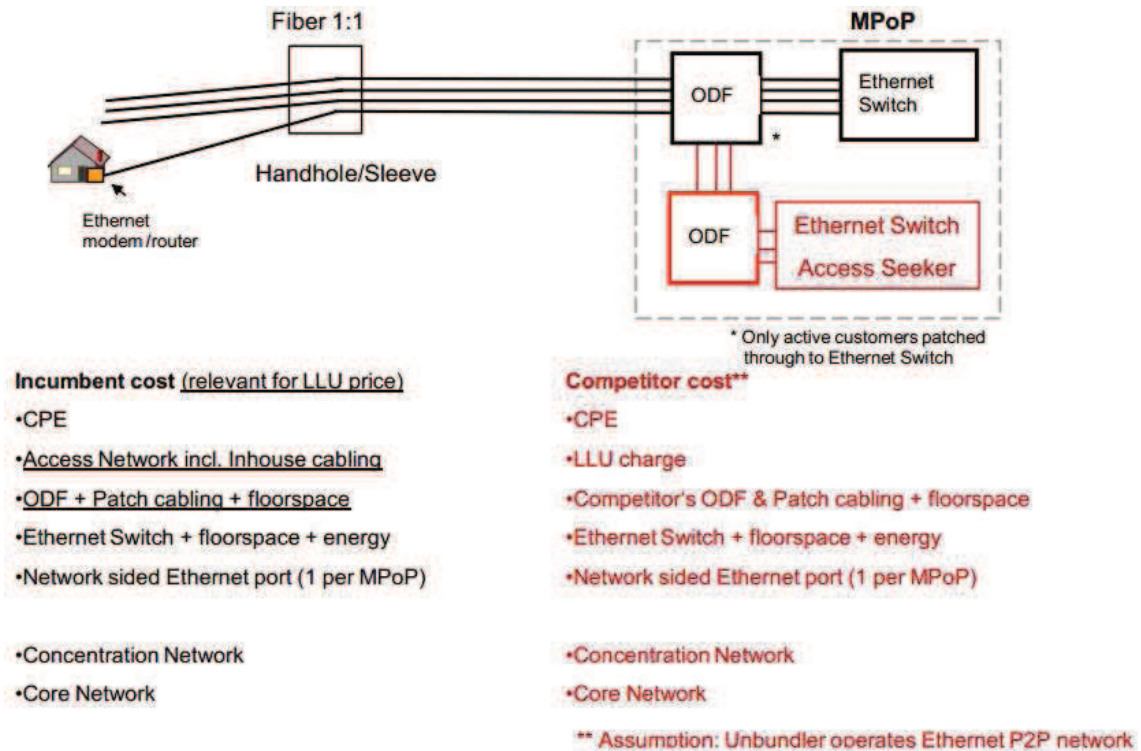 Fiber 1:1
MPoP
ODF
Ethernet
Switch
*
Handhole/Sleeve
Ethernet
modem/router
ODF
Ethernet Switch
Access Seeker
* Only active customers patched
through to Ethernet Switch
Incumbent cost (relevant for LLU price)
•CPE
•Access Network incl. Inhouse cabling
•ODF + Patch cabling + floorspace
•Ethernet Switch + floorspace + energy
•Network sided Ethernet port (1 per MPoP)
•Concentration Network
•Core Network
Competitor cost**
•CPE
•LLU charge
•Competitor's ODF & Patch cabling + floorspace
•Ethernet Switch + floorspace + energy
•Network sided Ethernet port (1 per MPoP)
•Concentration Network
•Core Network
** Assumption: Unbundler operates Ethernet P2P network